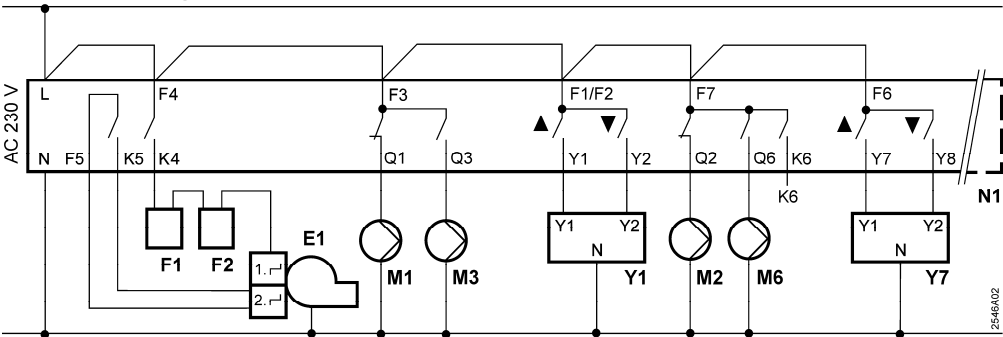 AC 230 V
L F4 F3 F1/F2 F7 F6
N F5 K5 K4 Q1 Q3 Y1 Y2 Q2 Q6 K6 Y7 Y8
K6 N1
Y1 Y2 Y1 Y2
E1
N N
1. F1 F2 M1 M3 Y1 M2 M6 Y7
2.
2546A02